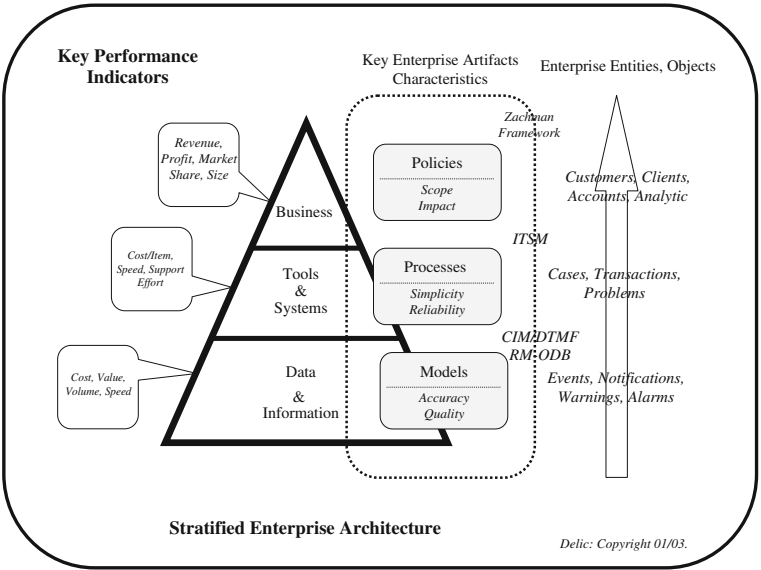 Key Performance
Indicators
Key Enterprise Artifacts
Characteristics
Enterprise Entities, Objects
Zachman
Framework
Revenue,
Profit, Market
Share, Size
Policies
Scope
Impact
Customers, Clients,
Accounts, Analytic
Business
ITSM
Cost/Item,
Speed, Support
Effort
Tools
&
Systems
Processes
Simplicity
Reliability
Cases, Transactions,
Problems
CIM/DTMF
RM-ODB
Cost, Value,
Volume, Speed
Data
&
Information
Models
Accuracy
Quality
Events, Notifications,
Warnings, Alarms
Stratified Enterprise Architecture
Delic: Copyright 01/03.